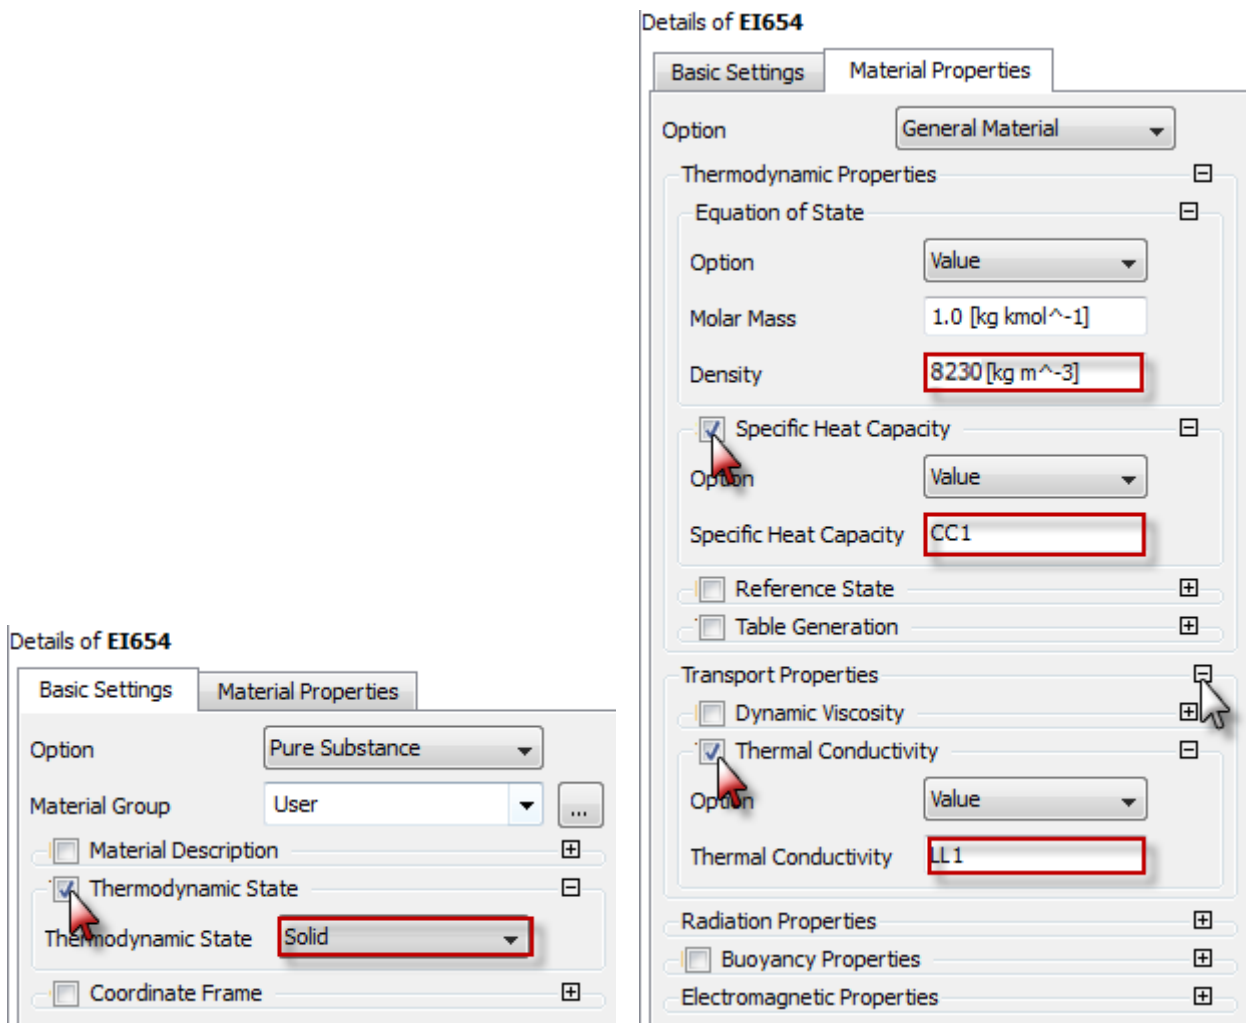 Details of EI654
Basic Settings Material Properties
Option Pure Substance
Material Group User ...
Material Description
Thermodynamic State
Thermodynamic State Solid
Coordinate Frame
Details of EI654
Basic Settings Material Properties
Option General Material
Thermodynamic Properties
Equation of State
Option Value
Molar Mass 1.0 [kg kmol^-1]
Density 8230 [kg m^-3]
Specific Heat Capacity
Option Value
Specific Heat Capacity CC1
Reference State
Table Generation
Transport Properties
Dynamic Viscosity
Thermal Conductivity
Option Value
Thermal Conductivity LL1
Radiation Properties
Buoyancy Properties
Electromagnetic Properties